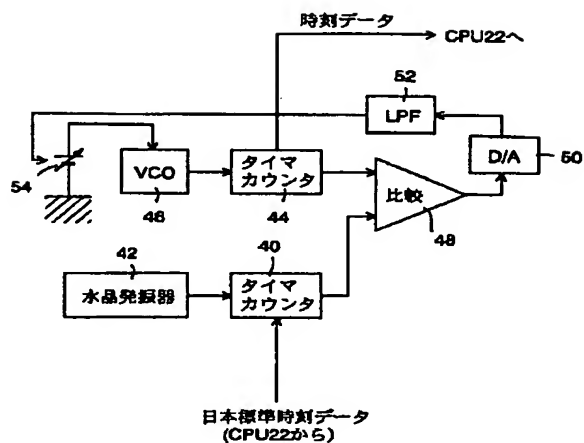 時刻データ
CPU22へ
52
LPF
D/A
50
54
VCO
46
タイマ
カウンタ
44
比較
48
42
水晶発振器
40
タイマ
カウンタ
日本標準時刻データ
(CPU22から)